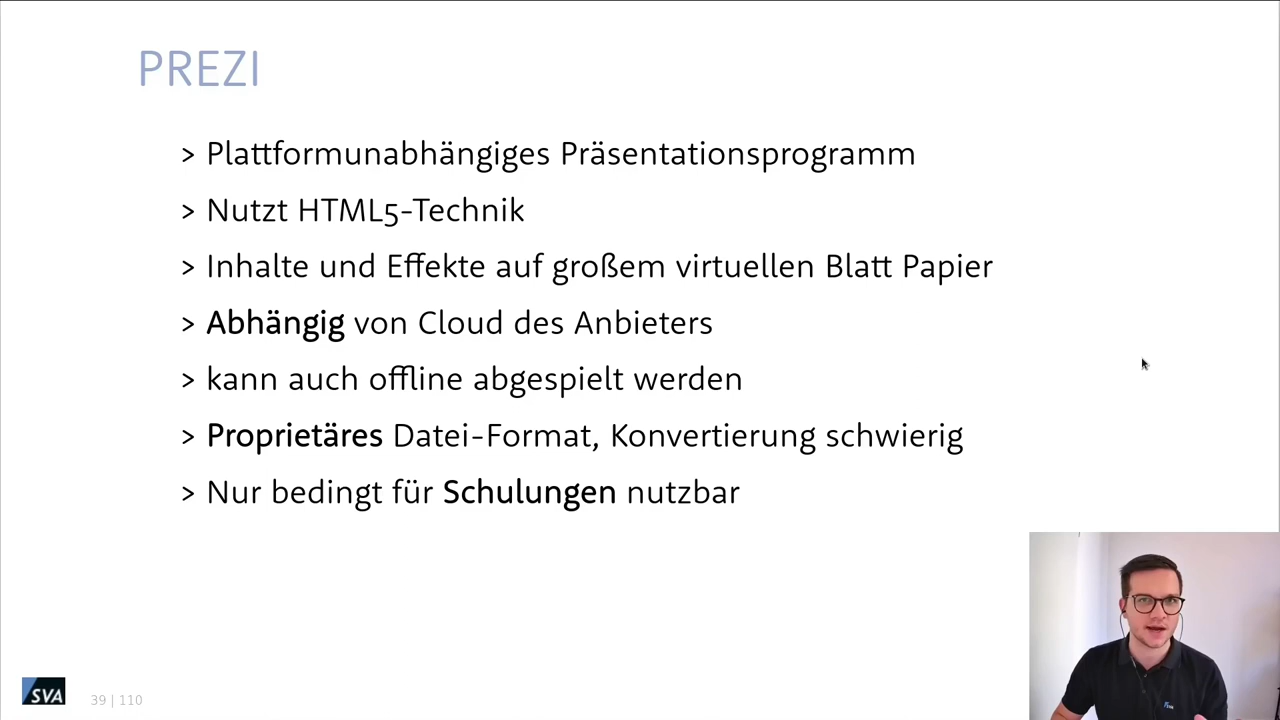 PREZI
> Plattformunabhängiges Präsentationsprogramm
> Nutzt HTML5-Technik
> Inhalte und Effekte auf großem virtuellen Blatt Papier
> Abhängig von Cloud des Anbieters
> kann auch offline abgespielt werden
> Proprietäres Datei-Format, Konvertierung schwierig
> Nur bedingt für Schulungen nutzbar
SVA
39 | 110